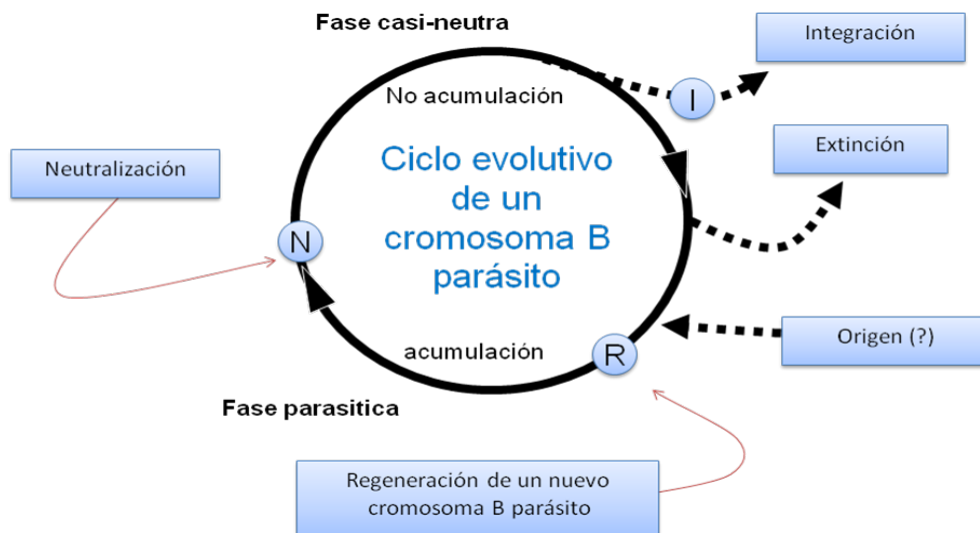 Fase casi-neutra
Integración
I
No acumulación
Extinción
Neutralización
Ciclo evolutivo
de un
cromosoma B
parásito
N
Origen (?)
acumulación
R
Fase parasitica
Regeneración de un nuevo
cromosoma B parásito